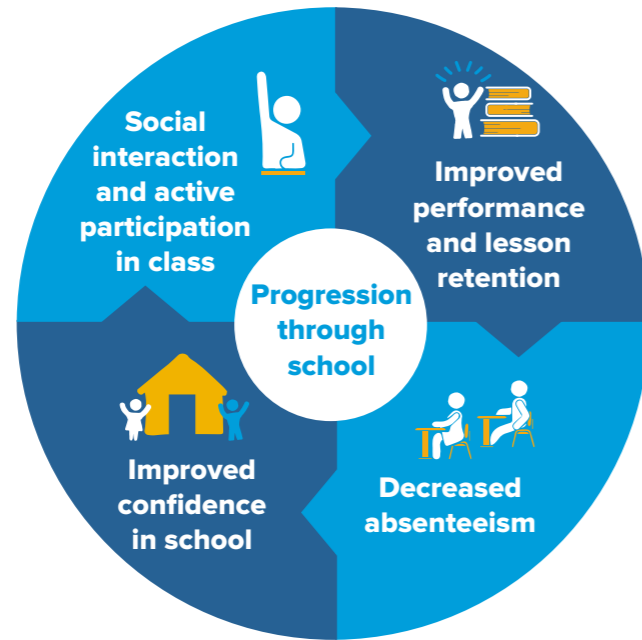 Social
interaction
and active
participation
in class
Improved
performance
and lesson
retention
Progression
through
school
Improved
confidence
in school
Decreased
absenteeism